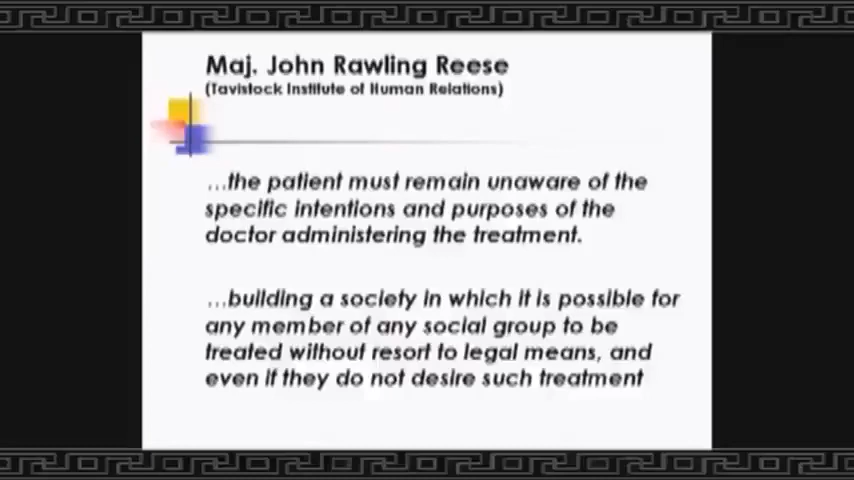 Maj. John Rawling Reese
(Tavistock Institute of Human Relations)
...the patient must remain unaware of the
specific intentions and purposes of the
doctor administering the treatment.
...building a society in which it is possible for
any member of any social group to be
treated without resort to legal means, and
even if they do not desire such treatment